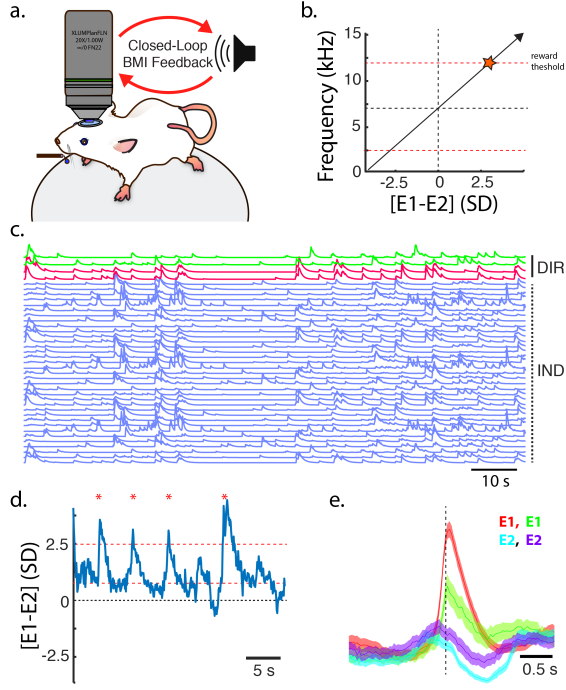 a.
XLUMPlanFLN
20X/1.00W
∞/0 FN22
Closed-Loop
BMI Feedback
b.
Frequency (kHz)
15
10
5
0
-2.5
0
2.5
[E1-E2] (SD)
reward
theshold
c.
DIR
IND
10 s
d.
* * * *
[E1-E2] (SD)
2.5
0
-2.5
5 s
e.
E1, E1
E2, E2
0.5 s